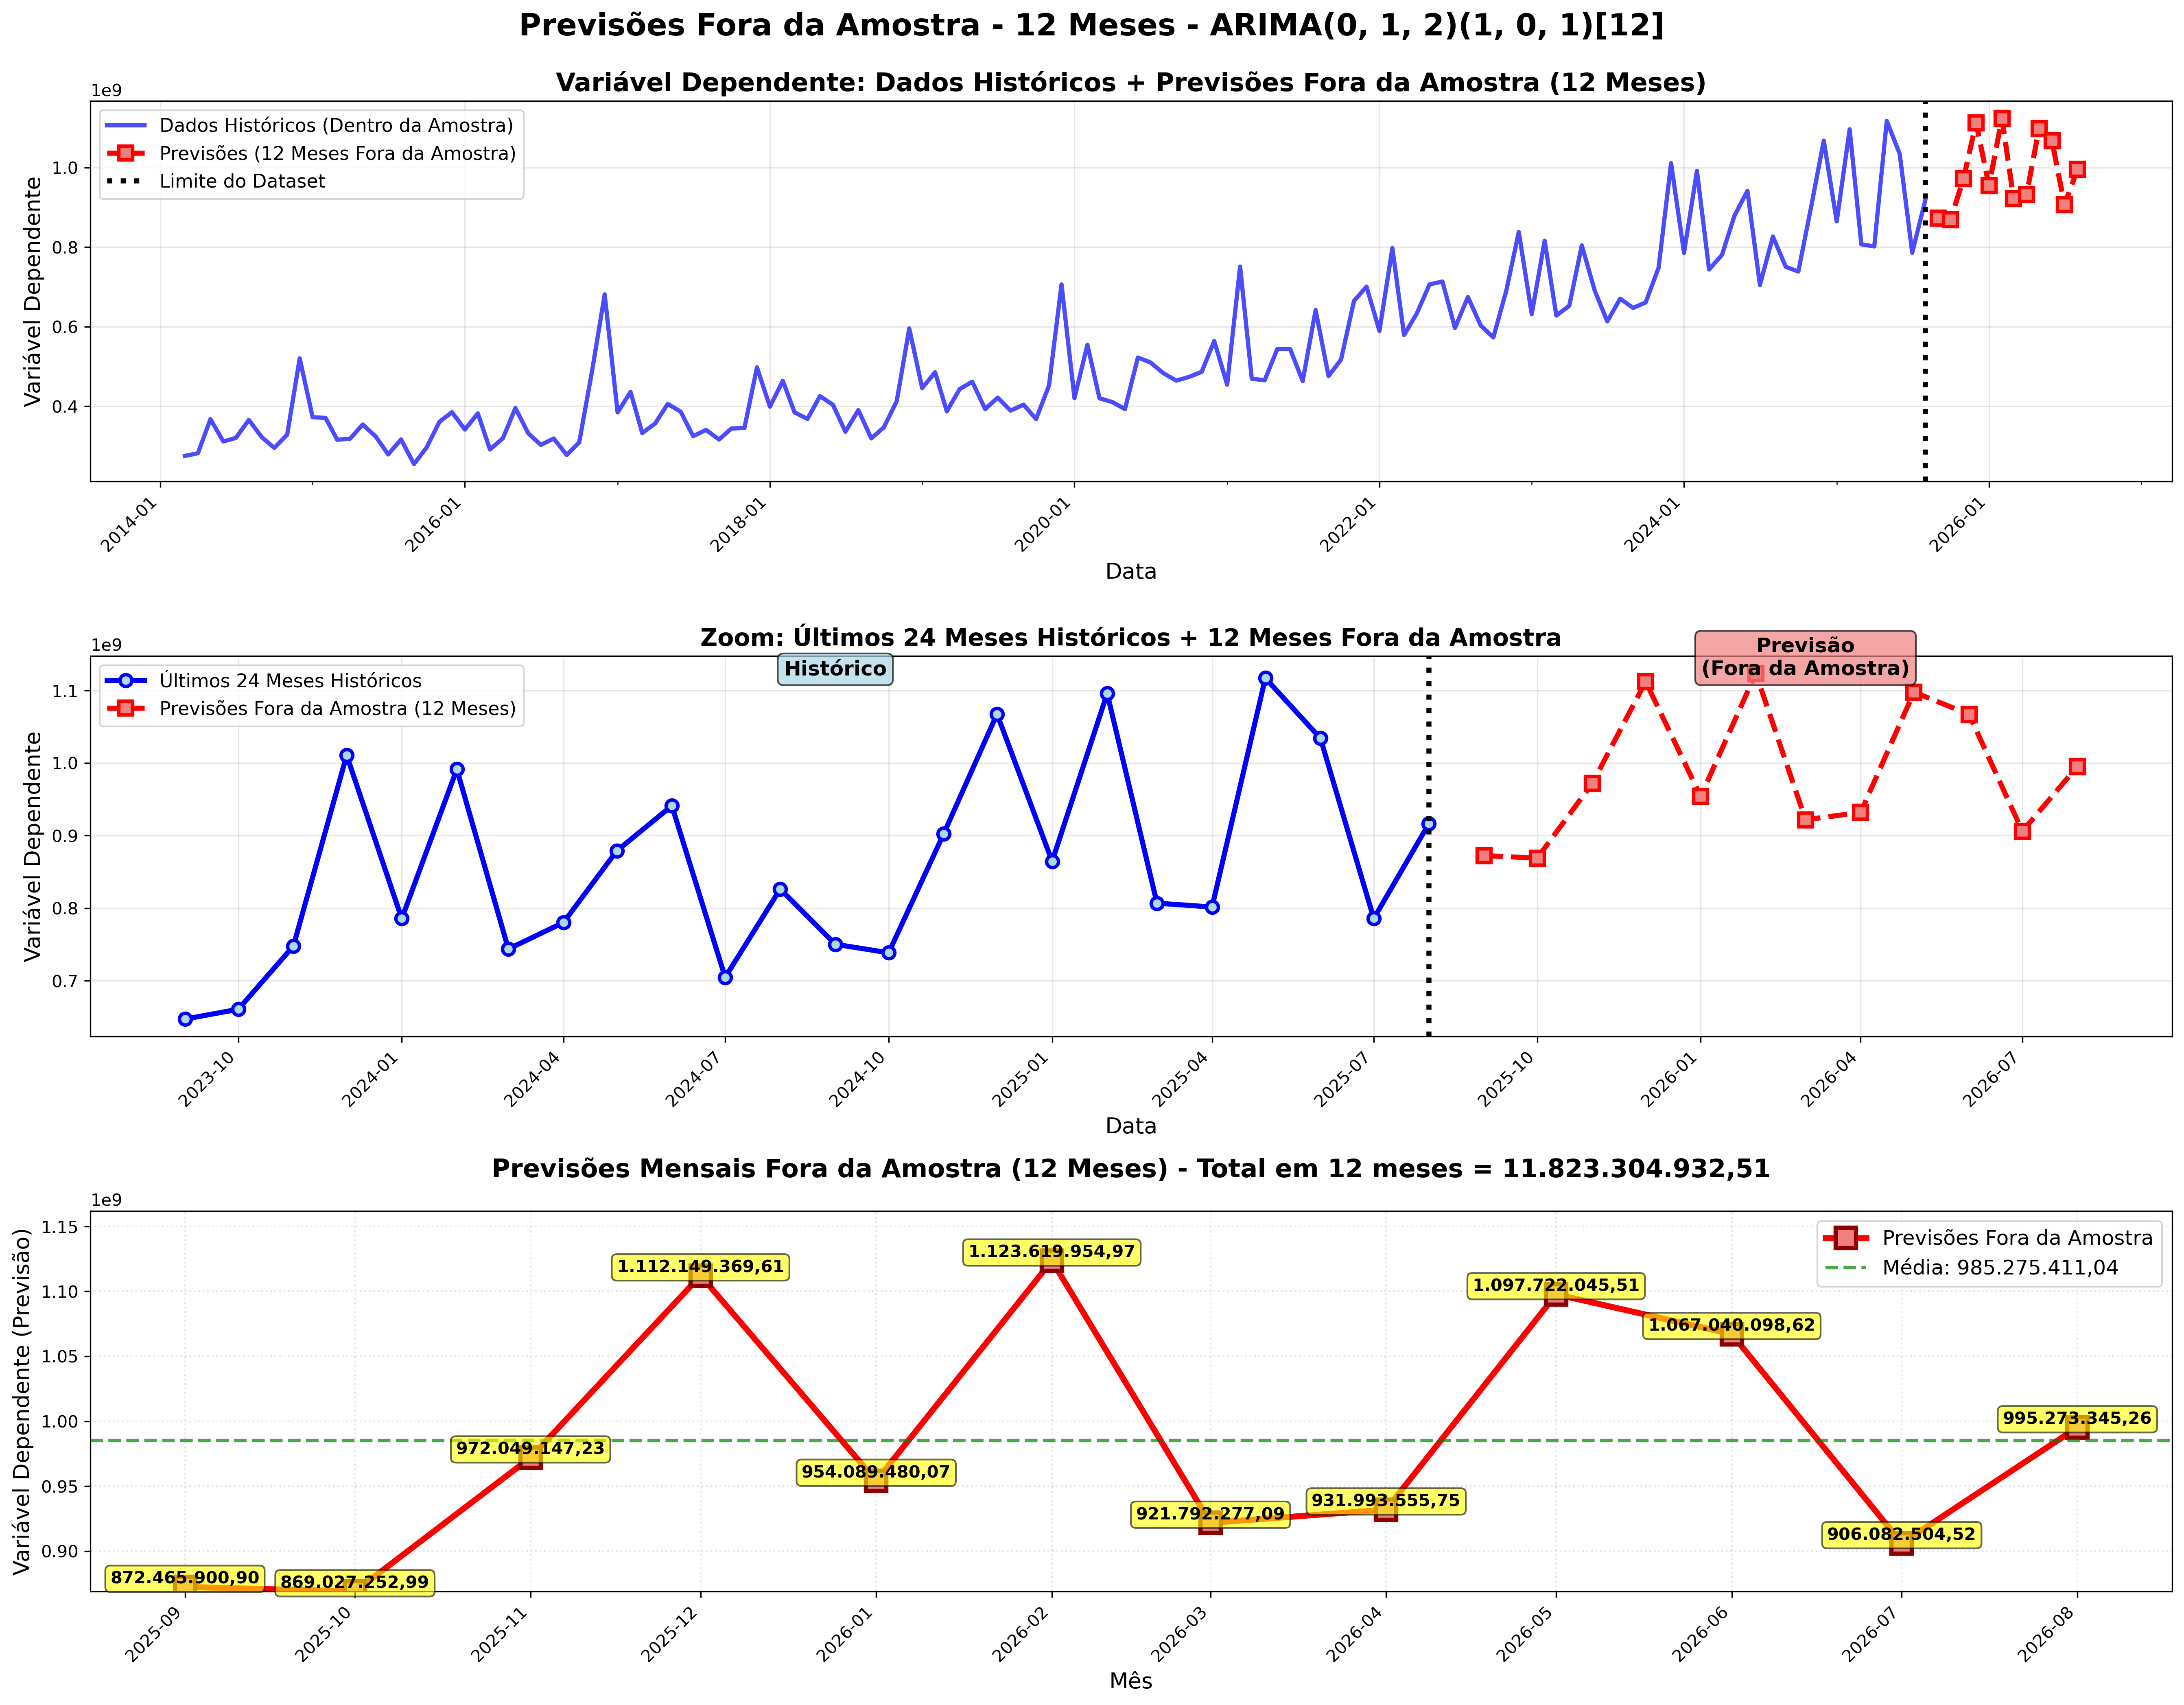 Previsões Fora da Amostra - 12 Meses - ARIMA(0, 1, 2)(1, 0, 1)[12]
Variável Dependente: Dados Históricos + Previsões Fora da Amostra (12 Meses)
1e9
Dados Históricos (Dentro da Amostra)
Previsões (12 Meses Fora da Amostra)
Limite do Dataset
Variável Dependente
1.0
0.8
0.6
0.4
2014-01
2016-01
2018-01
2020-01
2022-01
2024-01
2026-01
Data
Zoom: Últimos 24 Meses Históricos + 12 Meses Fora da Amostra
1e9
Últimos 24 Meses Históricos
Previsões Fora da Amostra (12 Meses)
Histórico
Previsão
(Fora da Amostra)
Variável Dependente
1.1
1.0
0.9
0.8
0.7
2023-10
2024-01
2024-04
2024-07
2024-10
2025-01
2025-04
2025-07
2025-10
2026-01
2026-04
2026-07
Data
Previsões Mensais Fora da Amostra (12 Meses) - Total em 12 meses = 11.823.304.932,51
1e9
Previsões Fora da Amostra
Média: 985.275.411,04
Variável Dependente (Previsão)
1.15
1.10
1.05
1.00
0.95
0.90
872.465.900,90
869.027.252,99
972.049.147,23
1.112.149.369,61
954.089.480,07
1.123.619.954,97
921.792.277,09
931.993.555,75
1.097.722.045,51
1.067.040.098,62
906.082.504,52
995.273.345,26
2025-09
2025-10
2025-11
2025-12
2026-01
2026-02
2026-03
2026-04
2026-05
2026-06
2026-07
2026-08
Mês